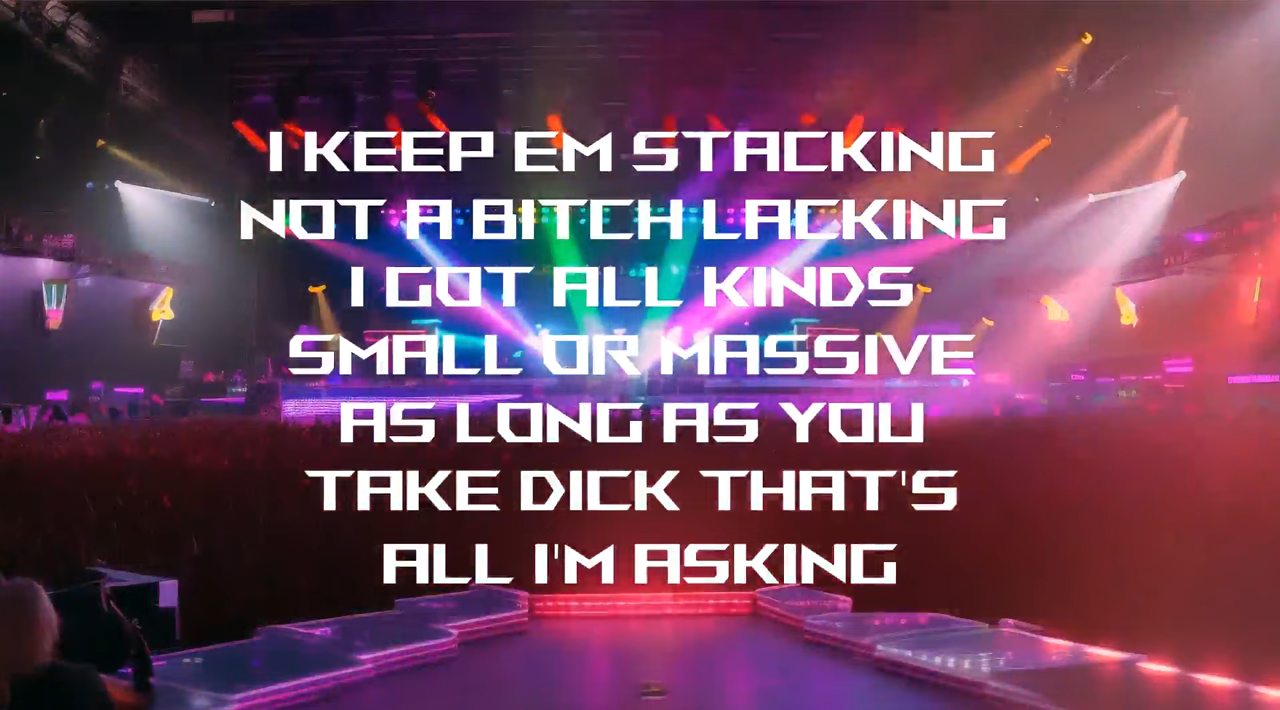 I KEEP EM STACKING
NOT A BITCH LACKING
I GOT ALL KINDS
SMALL OR MASSIVE
AS LONG AS YOU
TAKE DICK THAT'S
ALL I'M ASKING